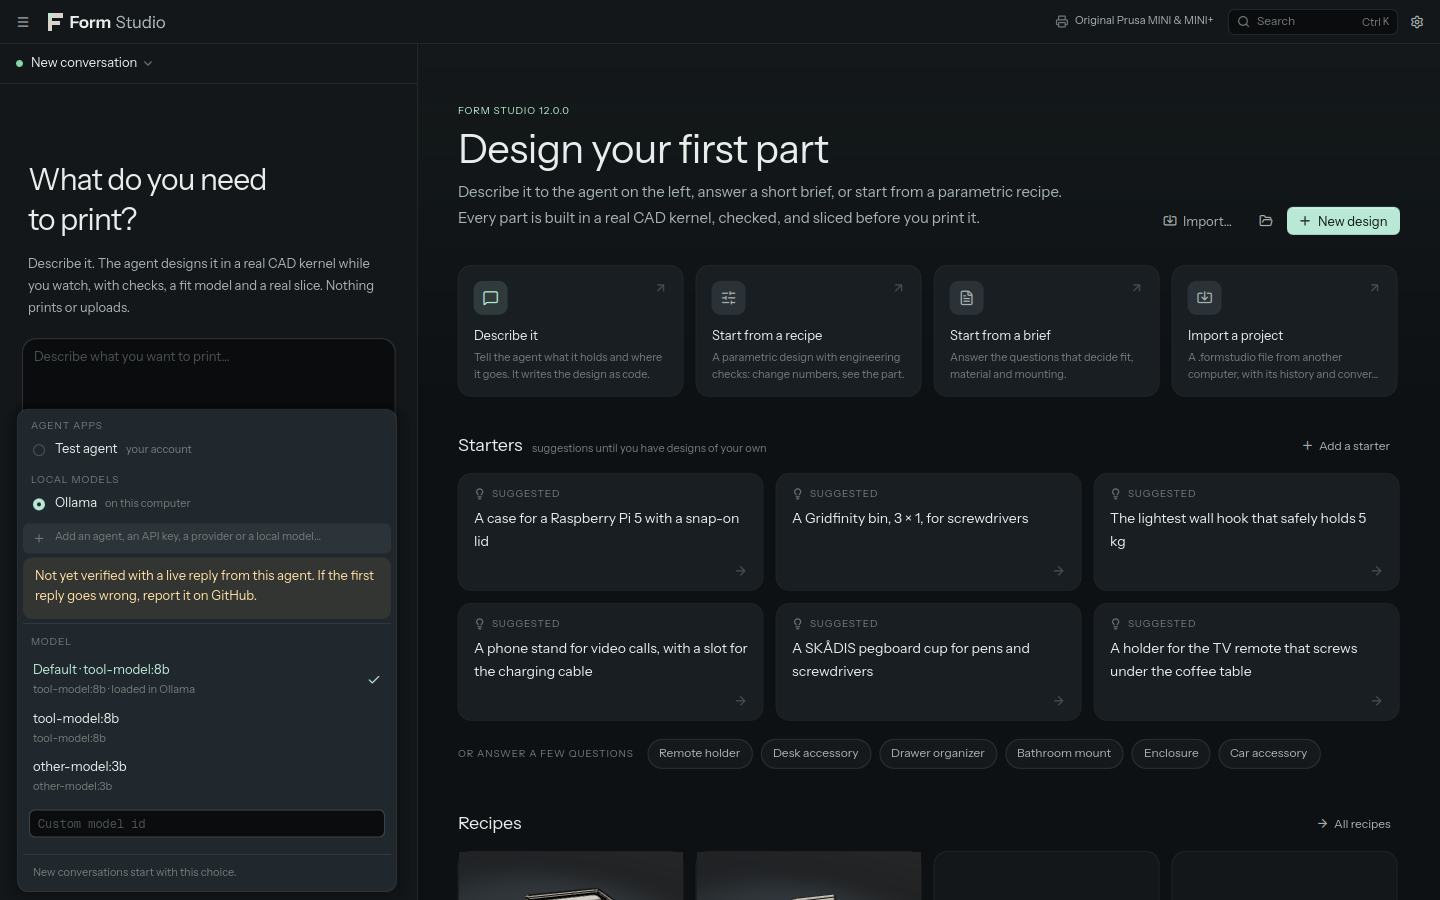 Form Studio
Original Prusa MINI & MINI+
Search
Ctrl K
New conversation
What do you need
to print?
Describe it. The agent designs it in a real CAD kernel while
you watch, with checks, a fit model and a real slice. Nothing
prints or uploads.
Describe what you want to print...
AGENT APPS
Test agent your account
LOCAL MODELS
Ollama on this computer
Add an agent, an API key, a provider or a local model...
Not yet verified with a live reply from this agent. If the first
reply goes wrong, report it on GitHub.
MODEL
Default · tool-model:8b
tool-model:8b · loaded in Ollama
tool-model:8b
tool-model:8b
other-model:3b
other-model:3b
Custom model id
New conversations start with this choice.
FORM STUDIO 12.0.0
Design your first part
Describe it to the agent on the left, answer a short brief, or start from a parametric recipe.
Every part is built in a real CAD kernel, checked, and sliced before you print it.
Import...
New design
Describe it
Tell the agent what it holds and where
it goes. It writes the design as code.
Start from a recipe
A parametric design with engineering
checks: change numbers, see the part.
Start from a brief
Answer the questions that decide fit,
material and mounting.
Import a project
A .formstudio file from another
computer, with its history and conver...
Starters suggestions until you have designs of your own
Add a starter
SUGGESTED
A case for a Raspberry Pi 5 with a snap-on
lid
SUGGESTED
A Gridfinity bin, 3 × 1, for screwdrivers
SUGGESTED
The lightest wall hook that safely holds 5
kg
SUGGESTED
A phone stand for video calls, with a slot for
the charging cable
SUGGESTED
A SKÅDIS pegboard cup for pens and
screwdrivers
SUGGESTED
A holder for the TV remote that screws
under the coffee table
OR ANSWER A FEW QUESTIONS
Remote holder
Desk accessory
Drawer organizer
Bathroom mount
Enclosure
Car accessory
Recipes
All recipes